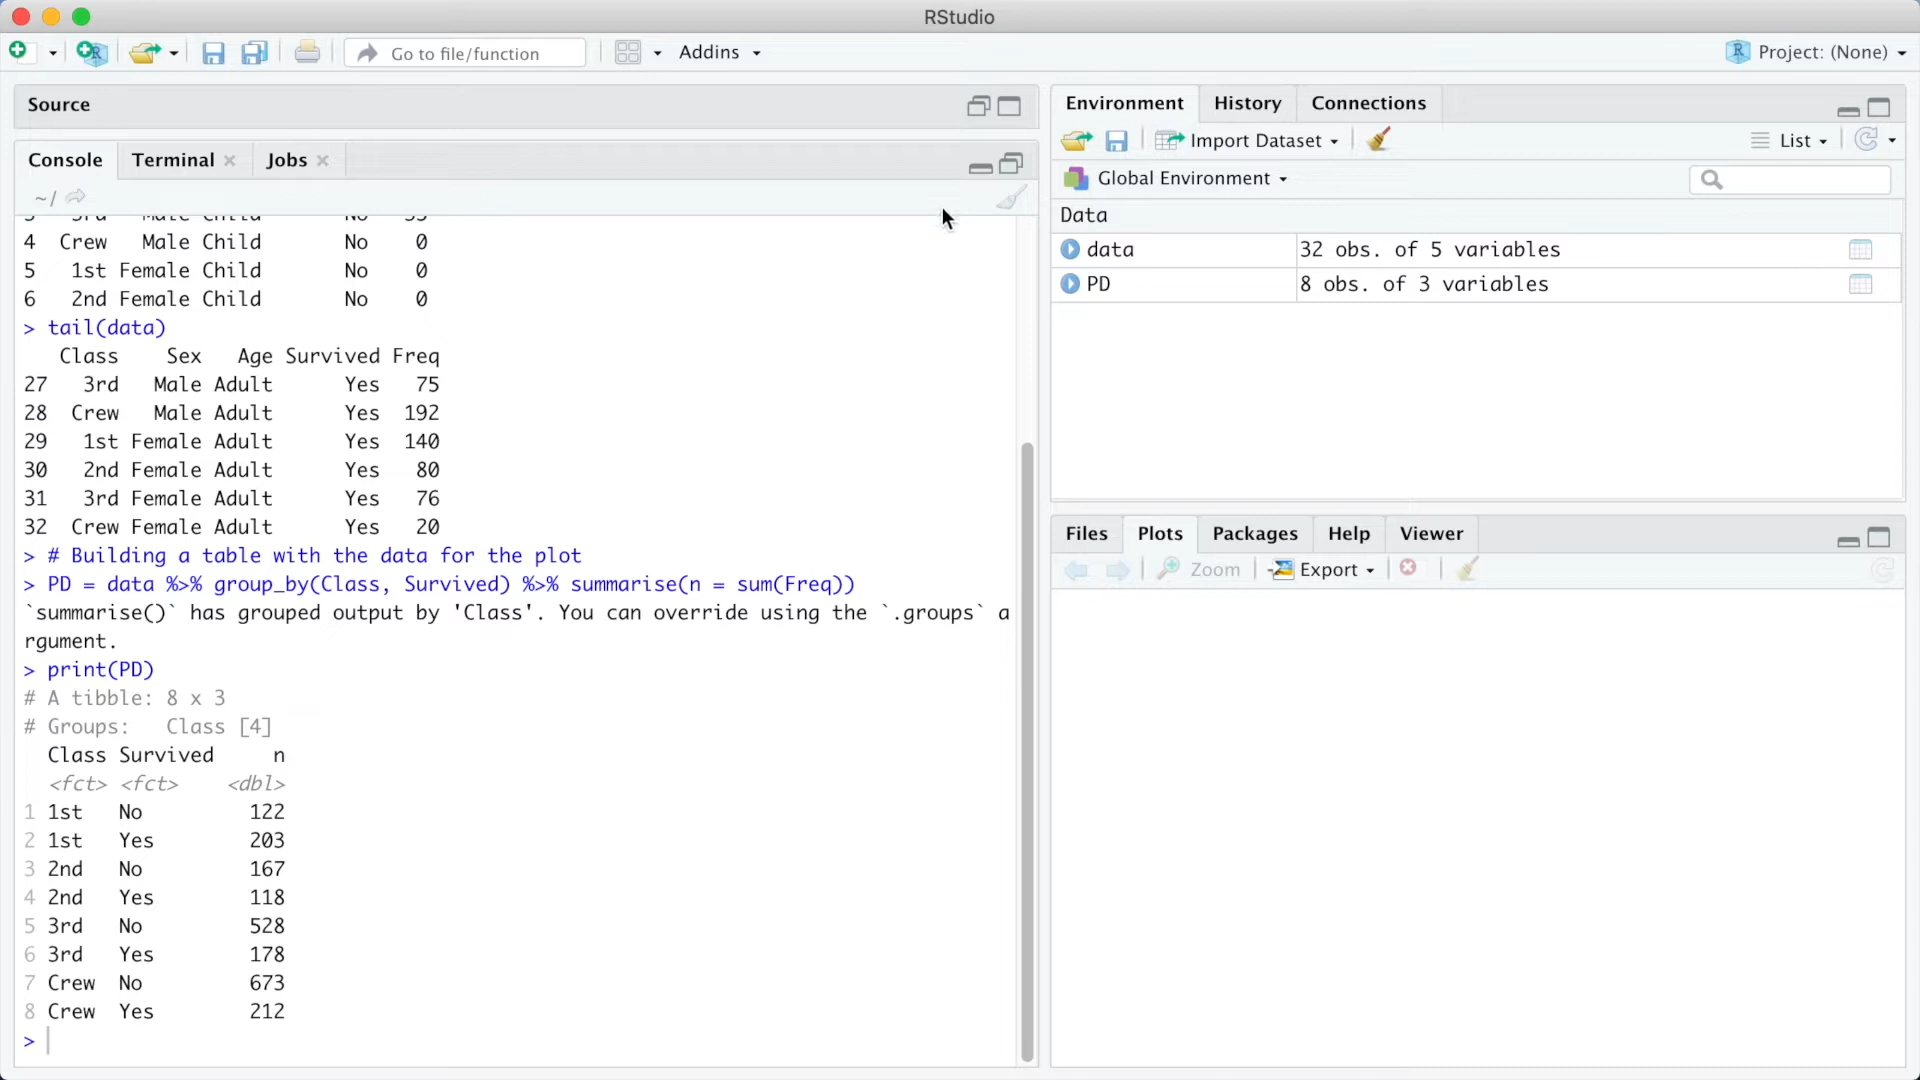 RStudio
Go to file/function
Addins
Project: (None)
Source
Console Terminal Jobs
~/
4 Crew Male Child No 0
5 1st Female Child No 0
6 2nd Female Child No 0
> tail(data)
Class Sex Age Survived Freq
27 3rd Male Adult Yes 75
28 Crew Male Adult Yes 192
29 1st Female Adult Yes 140
30 2nd Female Adult Yes 80
31 3rd Female Adult Yes 76
32 Crew Female Adult Yes 20
> # Building a table with the data for the plot
> PD = data %>% group_by(Class, Survived) %>% summarise(n = sum(Freq))
`summarise()` has grouped output by 'Class'. You can override using the `.groups` a
rgument.
> print(PD)
# A tibble: 8 x 3
# Groups: Class [4]
Class Survived n
<fct> <fct> <dbl>
1 1st No 122
2 1st Yes 203
3 2nd No 167
4 2nd Yes 118
5 3rd No 528
6 3rd Yes 178
7 Crew No 673
8 Crew Yes 212
>
Environment History Connections
Import Dataset List
Global Environment
Data
data 32 obs. of 5 variables
PD 8 obs. of 3 variables
Files Plots Packages Help Viewer
Zoom Export